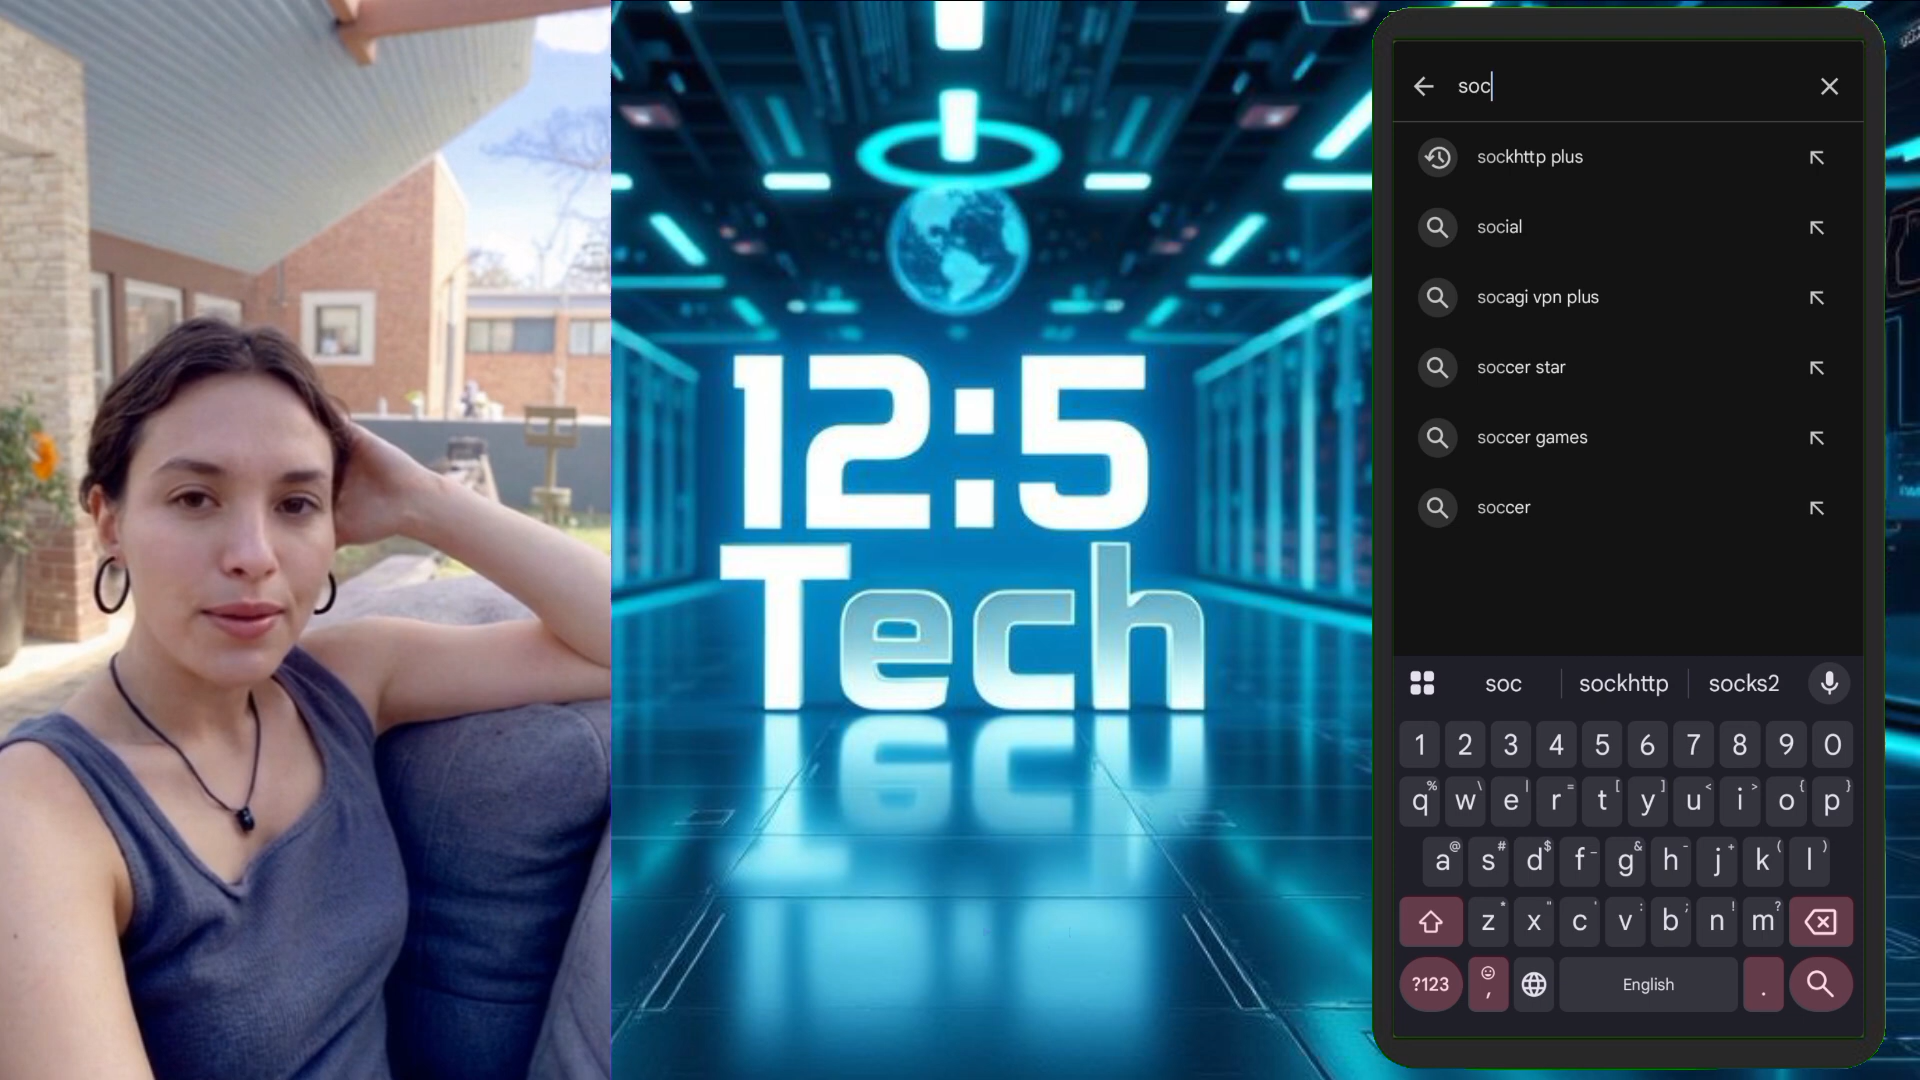 12:5
Tech
soc
sockhttp plus
social
socagi vpn plus
soccer star
soccer games
soccer
soc sockhttp socks2
1 2 3 4 5 6 7 8 9 0
% \ | = [ ] < > { }
q w e r t y u i o p
@ # $ _ & - + ( )
a s d f g h j k l
* " ' : ; ! ?
z x c v b n m
?123 , English .